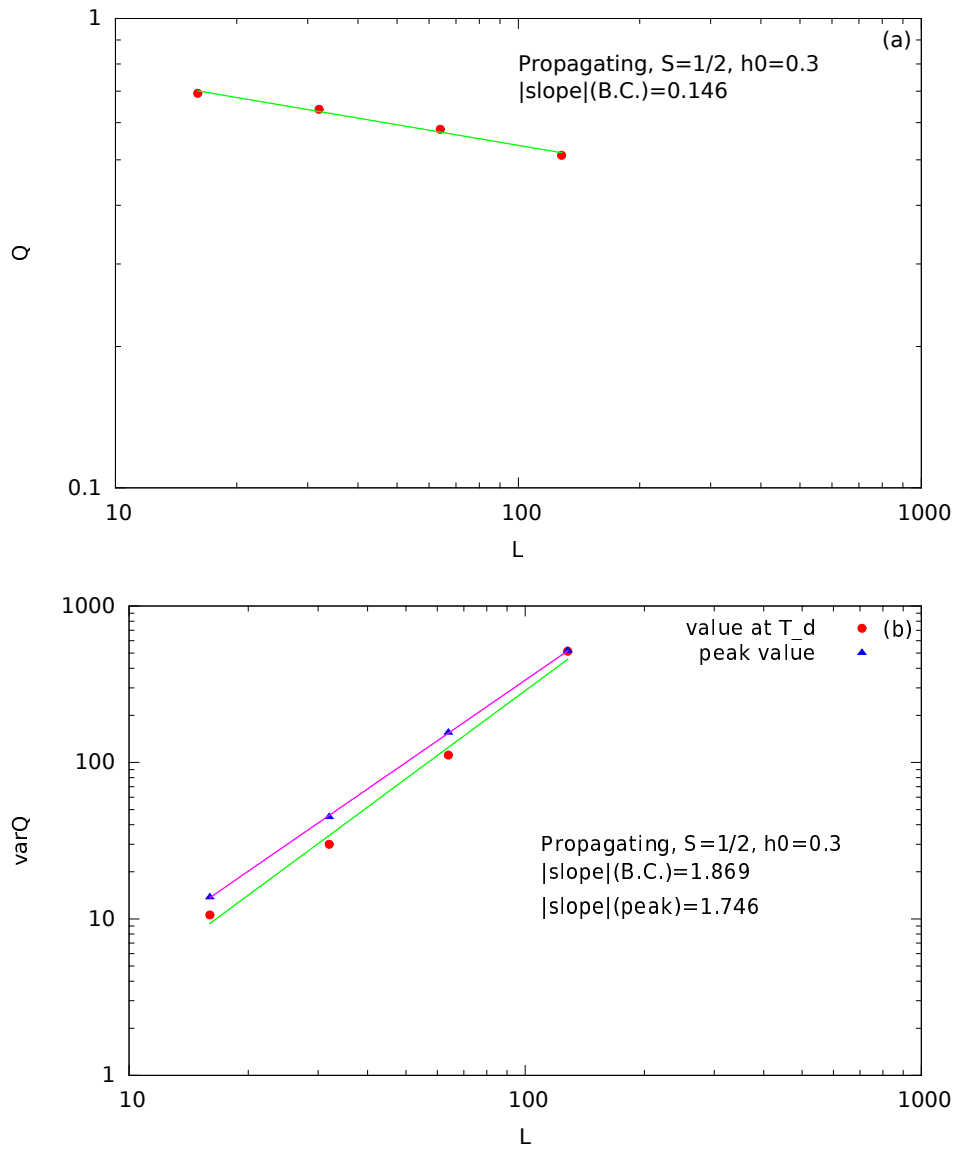 1
(a)
Propagating, S=1/2, h0=0.3
|slope|(B.C.)=0.146
Q
0.1
10
100
1000
L
1000
value at T_d
(b)
peak value
100
varQ
Propagating, S=1/2, h0=0.3
|slope|(B.C.)=1.869
|slope|(peak)=1.746
10
1
10
100
1000
L